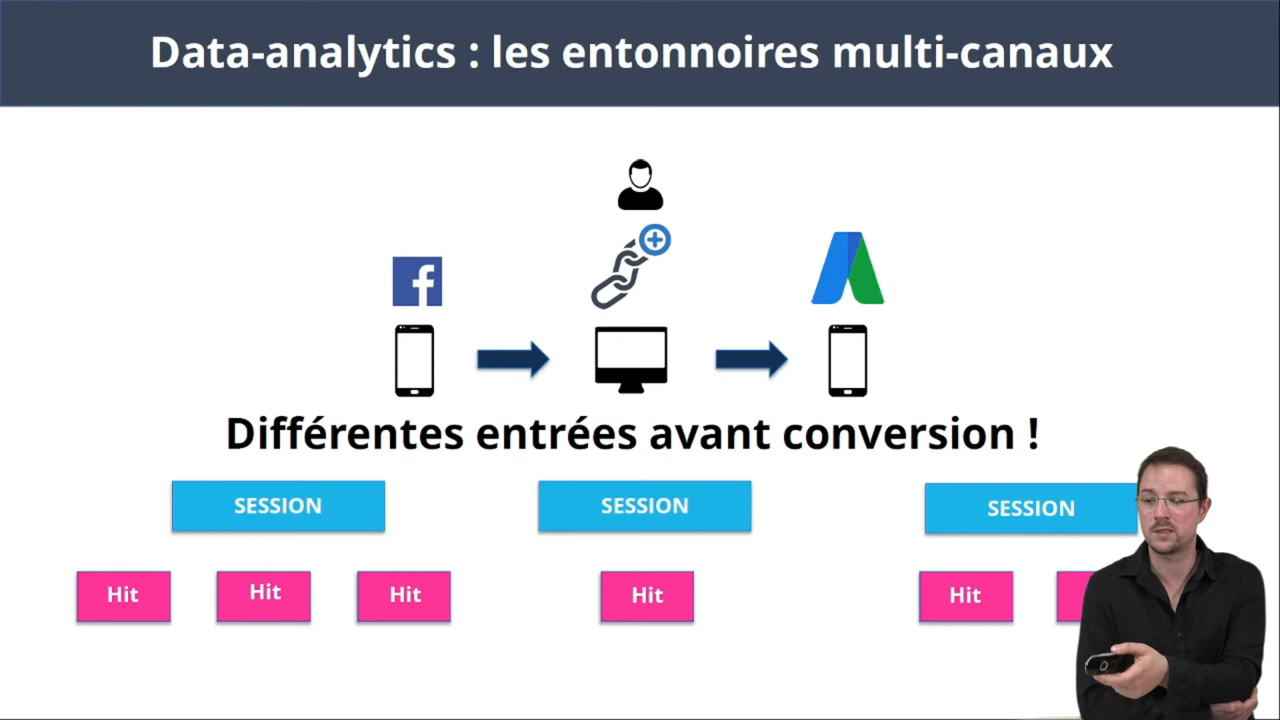 Data-analytics : les entonnoires multi-canaux
Différentes entrées avant conversion !
SESSION SESSION SESSION
Hit Hit Hit Hit Hit